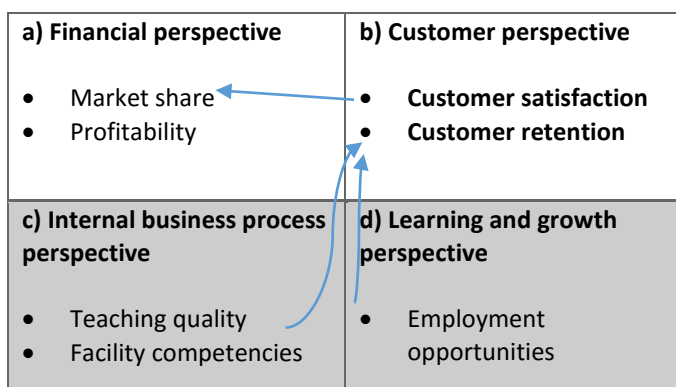 a) Financial perspective
• Market share
• Profitability
b) Customer perspective
• Customer satisfaction
• Customer retention
c) Internal business process
perspective
• Teaching quality
• Facility competencies
d) Learning and growth
perspective
• Employment
opportunities